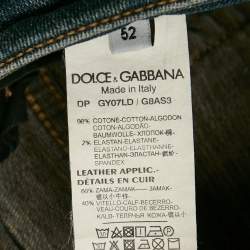 52
DOLCE & GABBANA
Made in Italy
DP GY07LD / G8AS3
98% COTONE-COTTON-ALGODON
COTON-ALGODÃO-
BAUMWOLLE-ХЛОПОК-棉
2% ELASTAN-ELASTANE-
ELASTHANNE-ELASTANO-
ELASTHAN-ЭЛАСТАН-
LEATHER APPLIC.-
DÉTAILS EN CUIR
60% ZAMA-ZAMAK-
ZAMAK-
40% VITELLO-CALF-BECERRO-
VEAU-COURO DE BEZERRO-
KALB-ТЕЛЯЧЬЯ КОЖА-